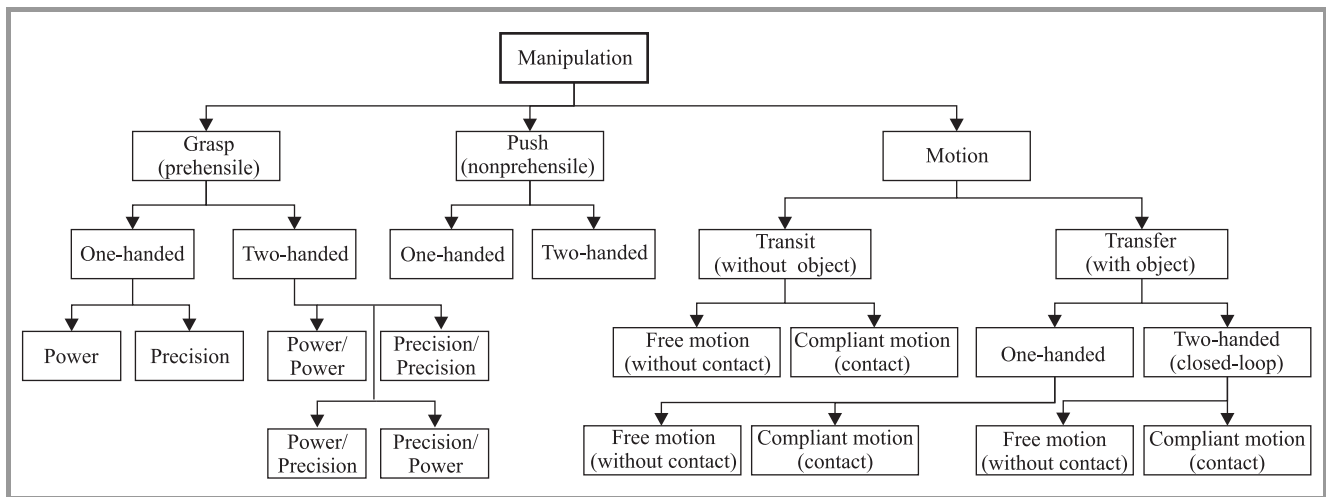 Manipulation
Grasp
(prehensile)
Push
(nonprehensile)
Motion
One-handed
Two-handed
One-handed
Two-handed
Transit
(without object)
Transfer
(with object)
Power
Precision
Power/
Power
Precision/
Precision
Free motion
(without contact)
Compliant motion
(contact)
One-handed
Two-handed
(closed-loop)
Power/
Precision
Precision/
Power
Free motion
(without contact)
Compliant motion
(contact)
Free motion
(without contact)
Compliant motion
(contact)